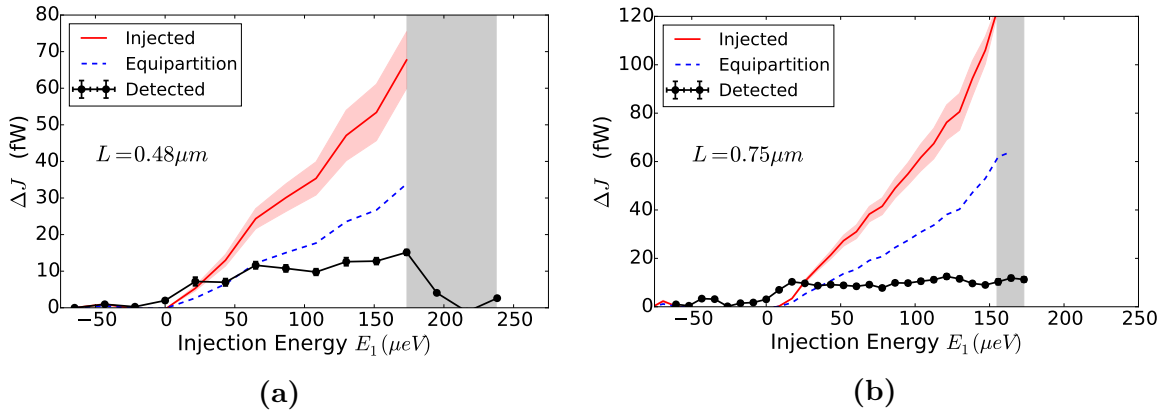 80
70
60
50
40
30
20
10
0
ΔJ (fW)
Injected
Equipartition
Detected
L=0.48μm
−50 0 50 100 150 200 250
Injection Energy E₁(μeV)
(a)
120
100
80
60
40
20
0
ΔJ (fW)
Injected
Equipartition
Detected
L=0.75μm
−50 0 50 100 150 200 250
Injection Energy E₁(μeV)
(b)